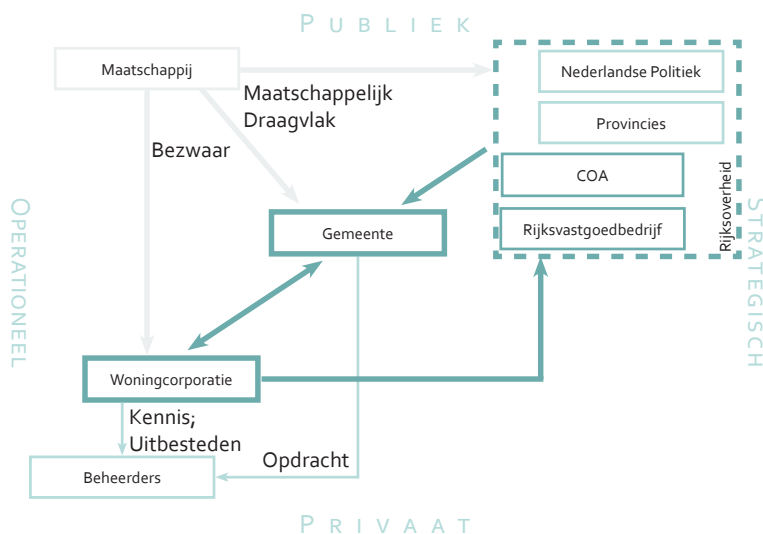 PUBLIEK
Maatschappij
Nederlandse Politiek
Maatschappelijk
Draagvlak
Provincies
Bezwaar
COA
Rijksoverheid
OPERATIONEEL
STRATEGISCH
Gemeente
Rijksvastgoedbedrijf
Woningcorporatie
Kennis;
Uitbesteden
Opdracht
Beheerders
PRIVAAT